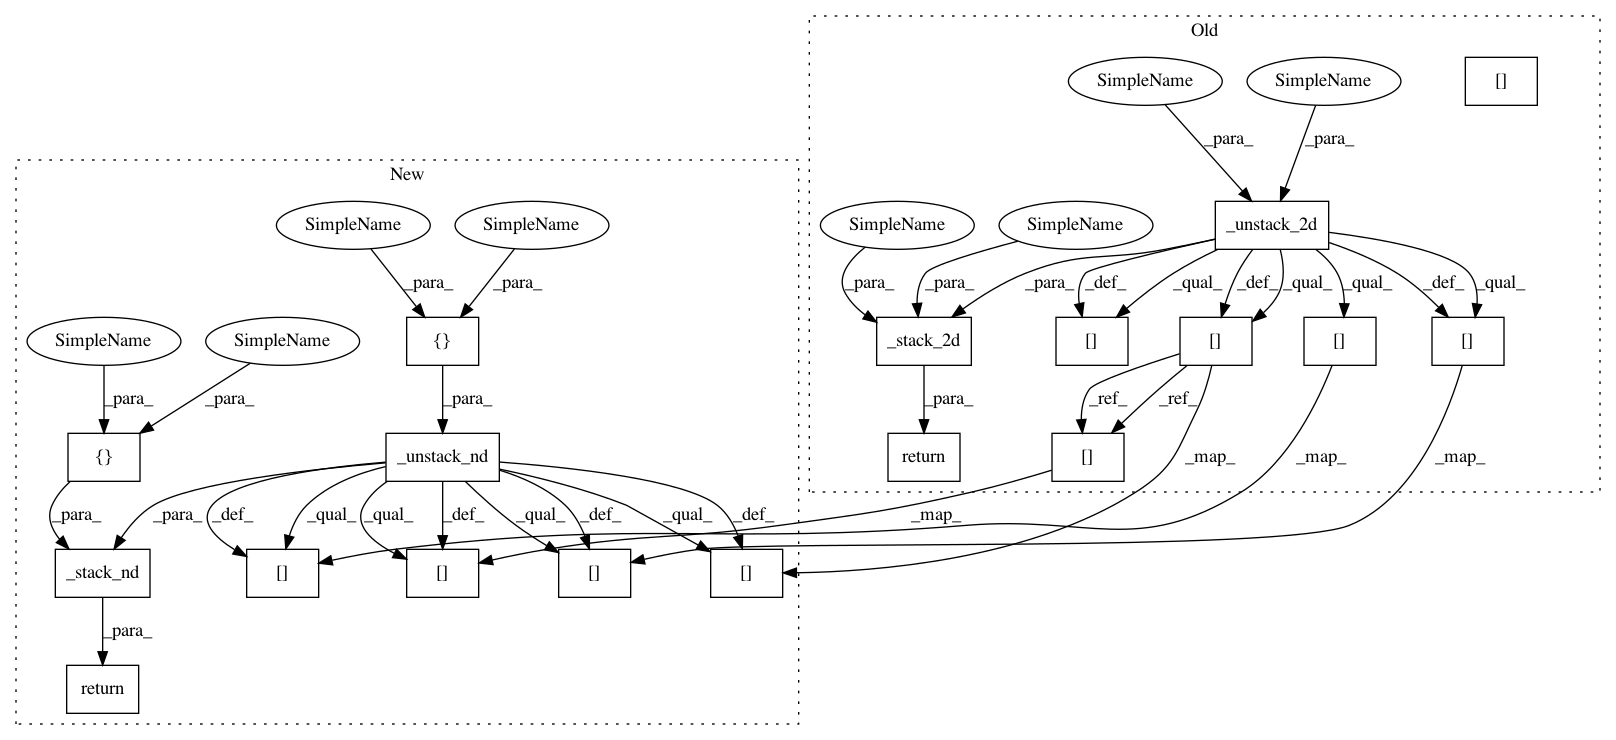 Old
SimpleName
SimpleName
[]
_para_
_para_
New
SimpleName
SimpleName
SimpleName
SimpleName
_unstack_2d
_para_
_para_
_para_
_para_
_para_
_def_
_qual_
_def_
_qual_
_qual_
_def_
_qual_
SimpleName
SimpleName
{}
_stack_2d
[]
[]
[]
[]
_para_
_para_
_para_
_para_
_ref_
_ref_
{}
_unstack_nd
return
[]
_map_
_map_
_map_
_para_
_para_
_def_
_qual_
_qual_
_def_
_qual_
_def_
_qual_
_def_
_map_
_stack_nd
[]
[]
[]
[]
_para_
return